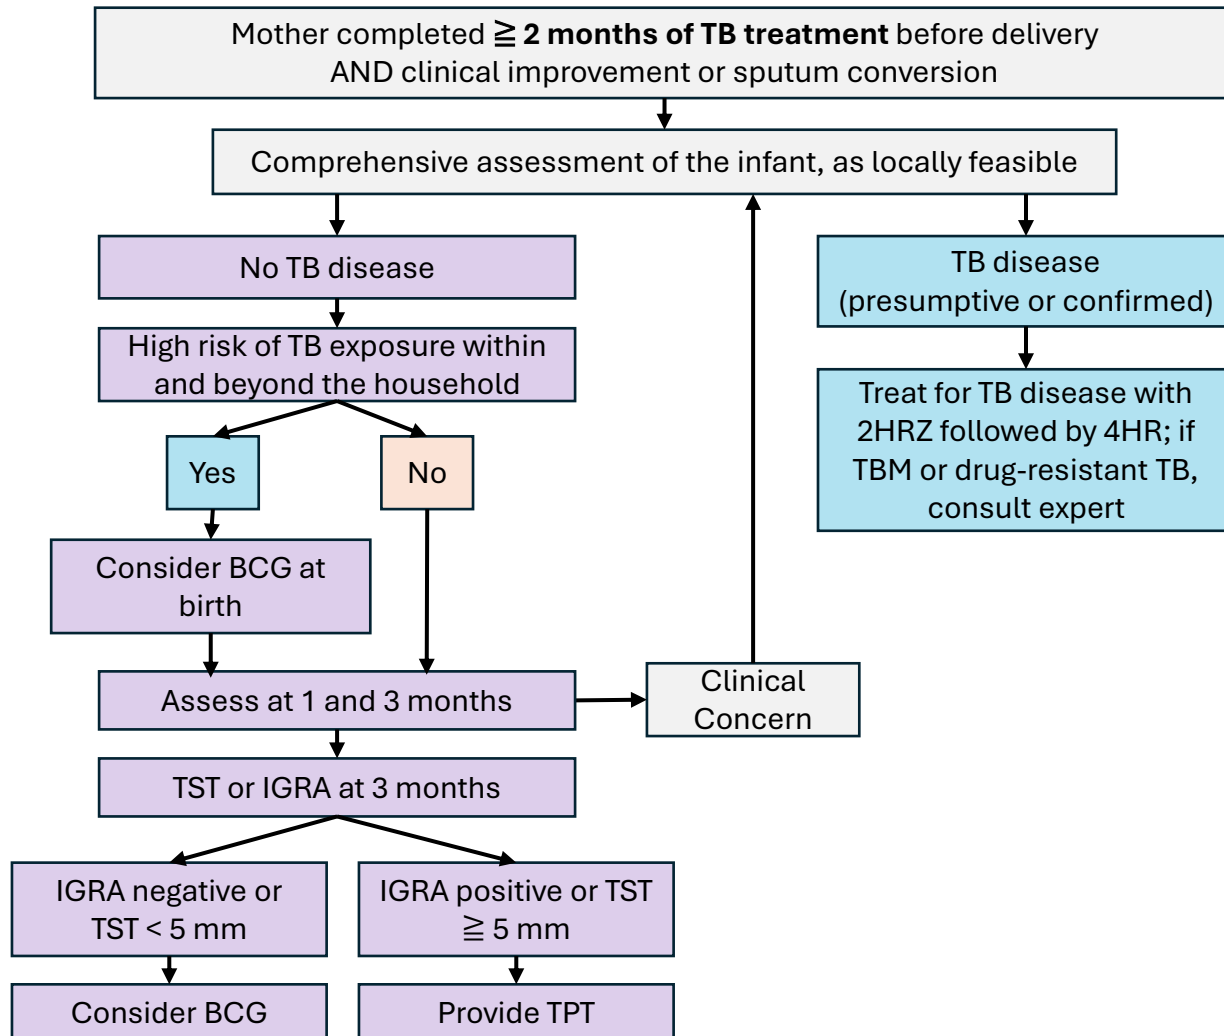 Mother completed ≧ 2 months of TB treatment before delivery
AND clinical improvement or sputum conversion
Comprehensive assessment of the infant, as locally feasible
No TB disease
TB disease
(presumptive or confirmed)
High risk of TB exposure within
and beyond the household
Treat for TB disease with
2HRZ followed by 4HR; if
TBM or drug-resistant TB,
consult expert
Yes
No
Consider BCG at
birth
Assess at 1 and 3 months
Clinical
Concern
TST or IGRA at 3 months
IGRA negative or
TST < 5 mm
IGRA positive or TST
≧ 5 mm
Consider BCG
Provide TPT